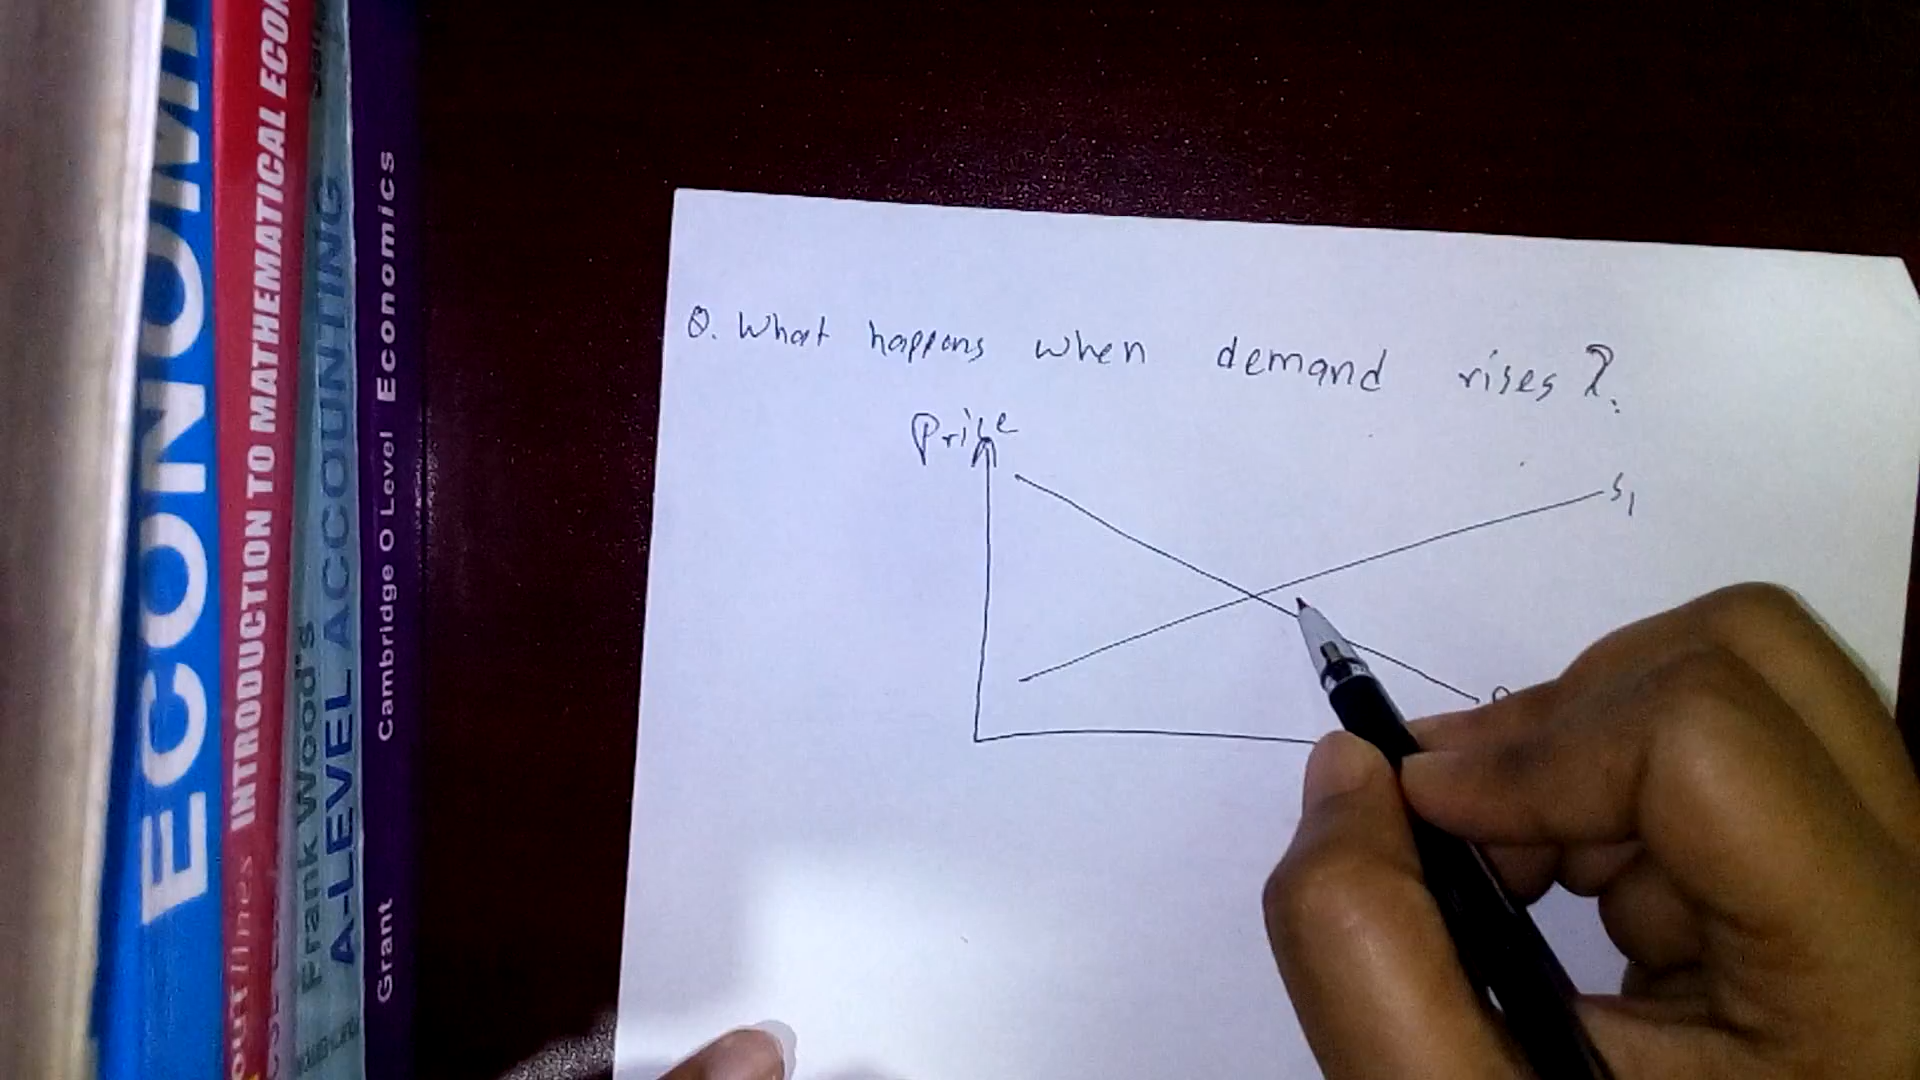 ECONOMI
INTRODUCTION TO MATHEMATICAL ECON
Frank Wood's
A-LEVEL ACCOUNTING
Grant Cambridge O Level Economics
Q. What happens when demand rises?
Price
S1